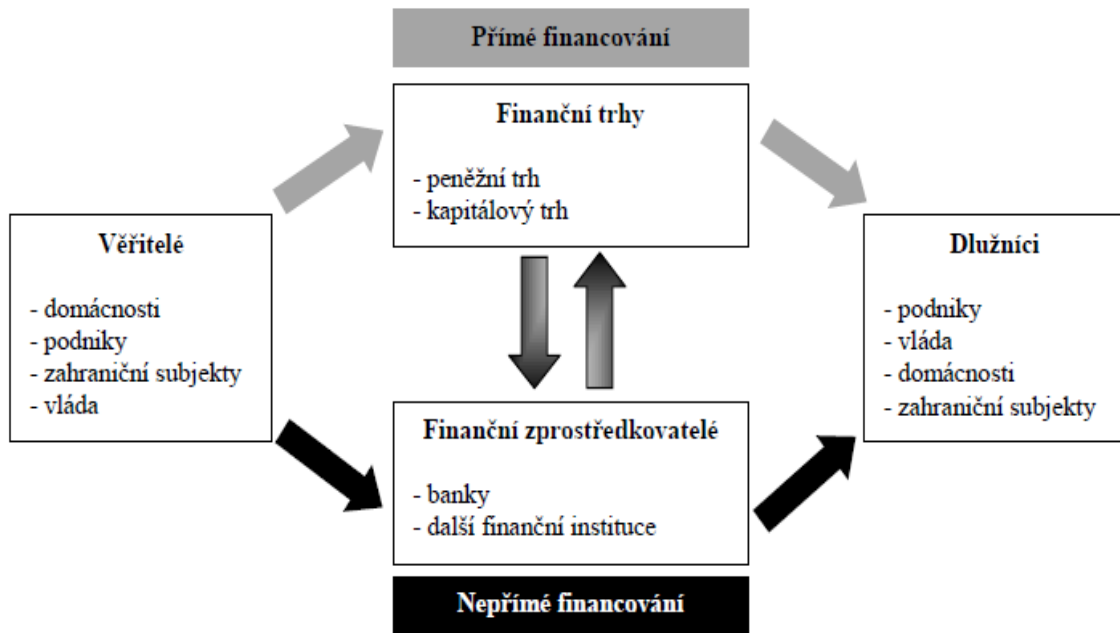 Přímé financování
Finanční trhy
- peněžní trh
- kapitálový trh
Věřitelé
- domácnosti
- podniky
- zahraniční subjekty
- vláda
Dlužníci
- podniky
- vláda
- domácnosti
- zahraniční subjekty
Finanční zprostředkovatelé
- banky
- další finanční instituce
Nepřímé financování